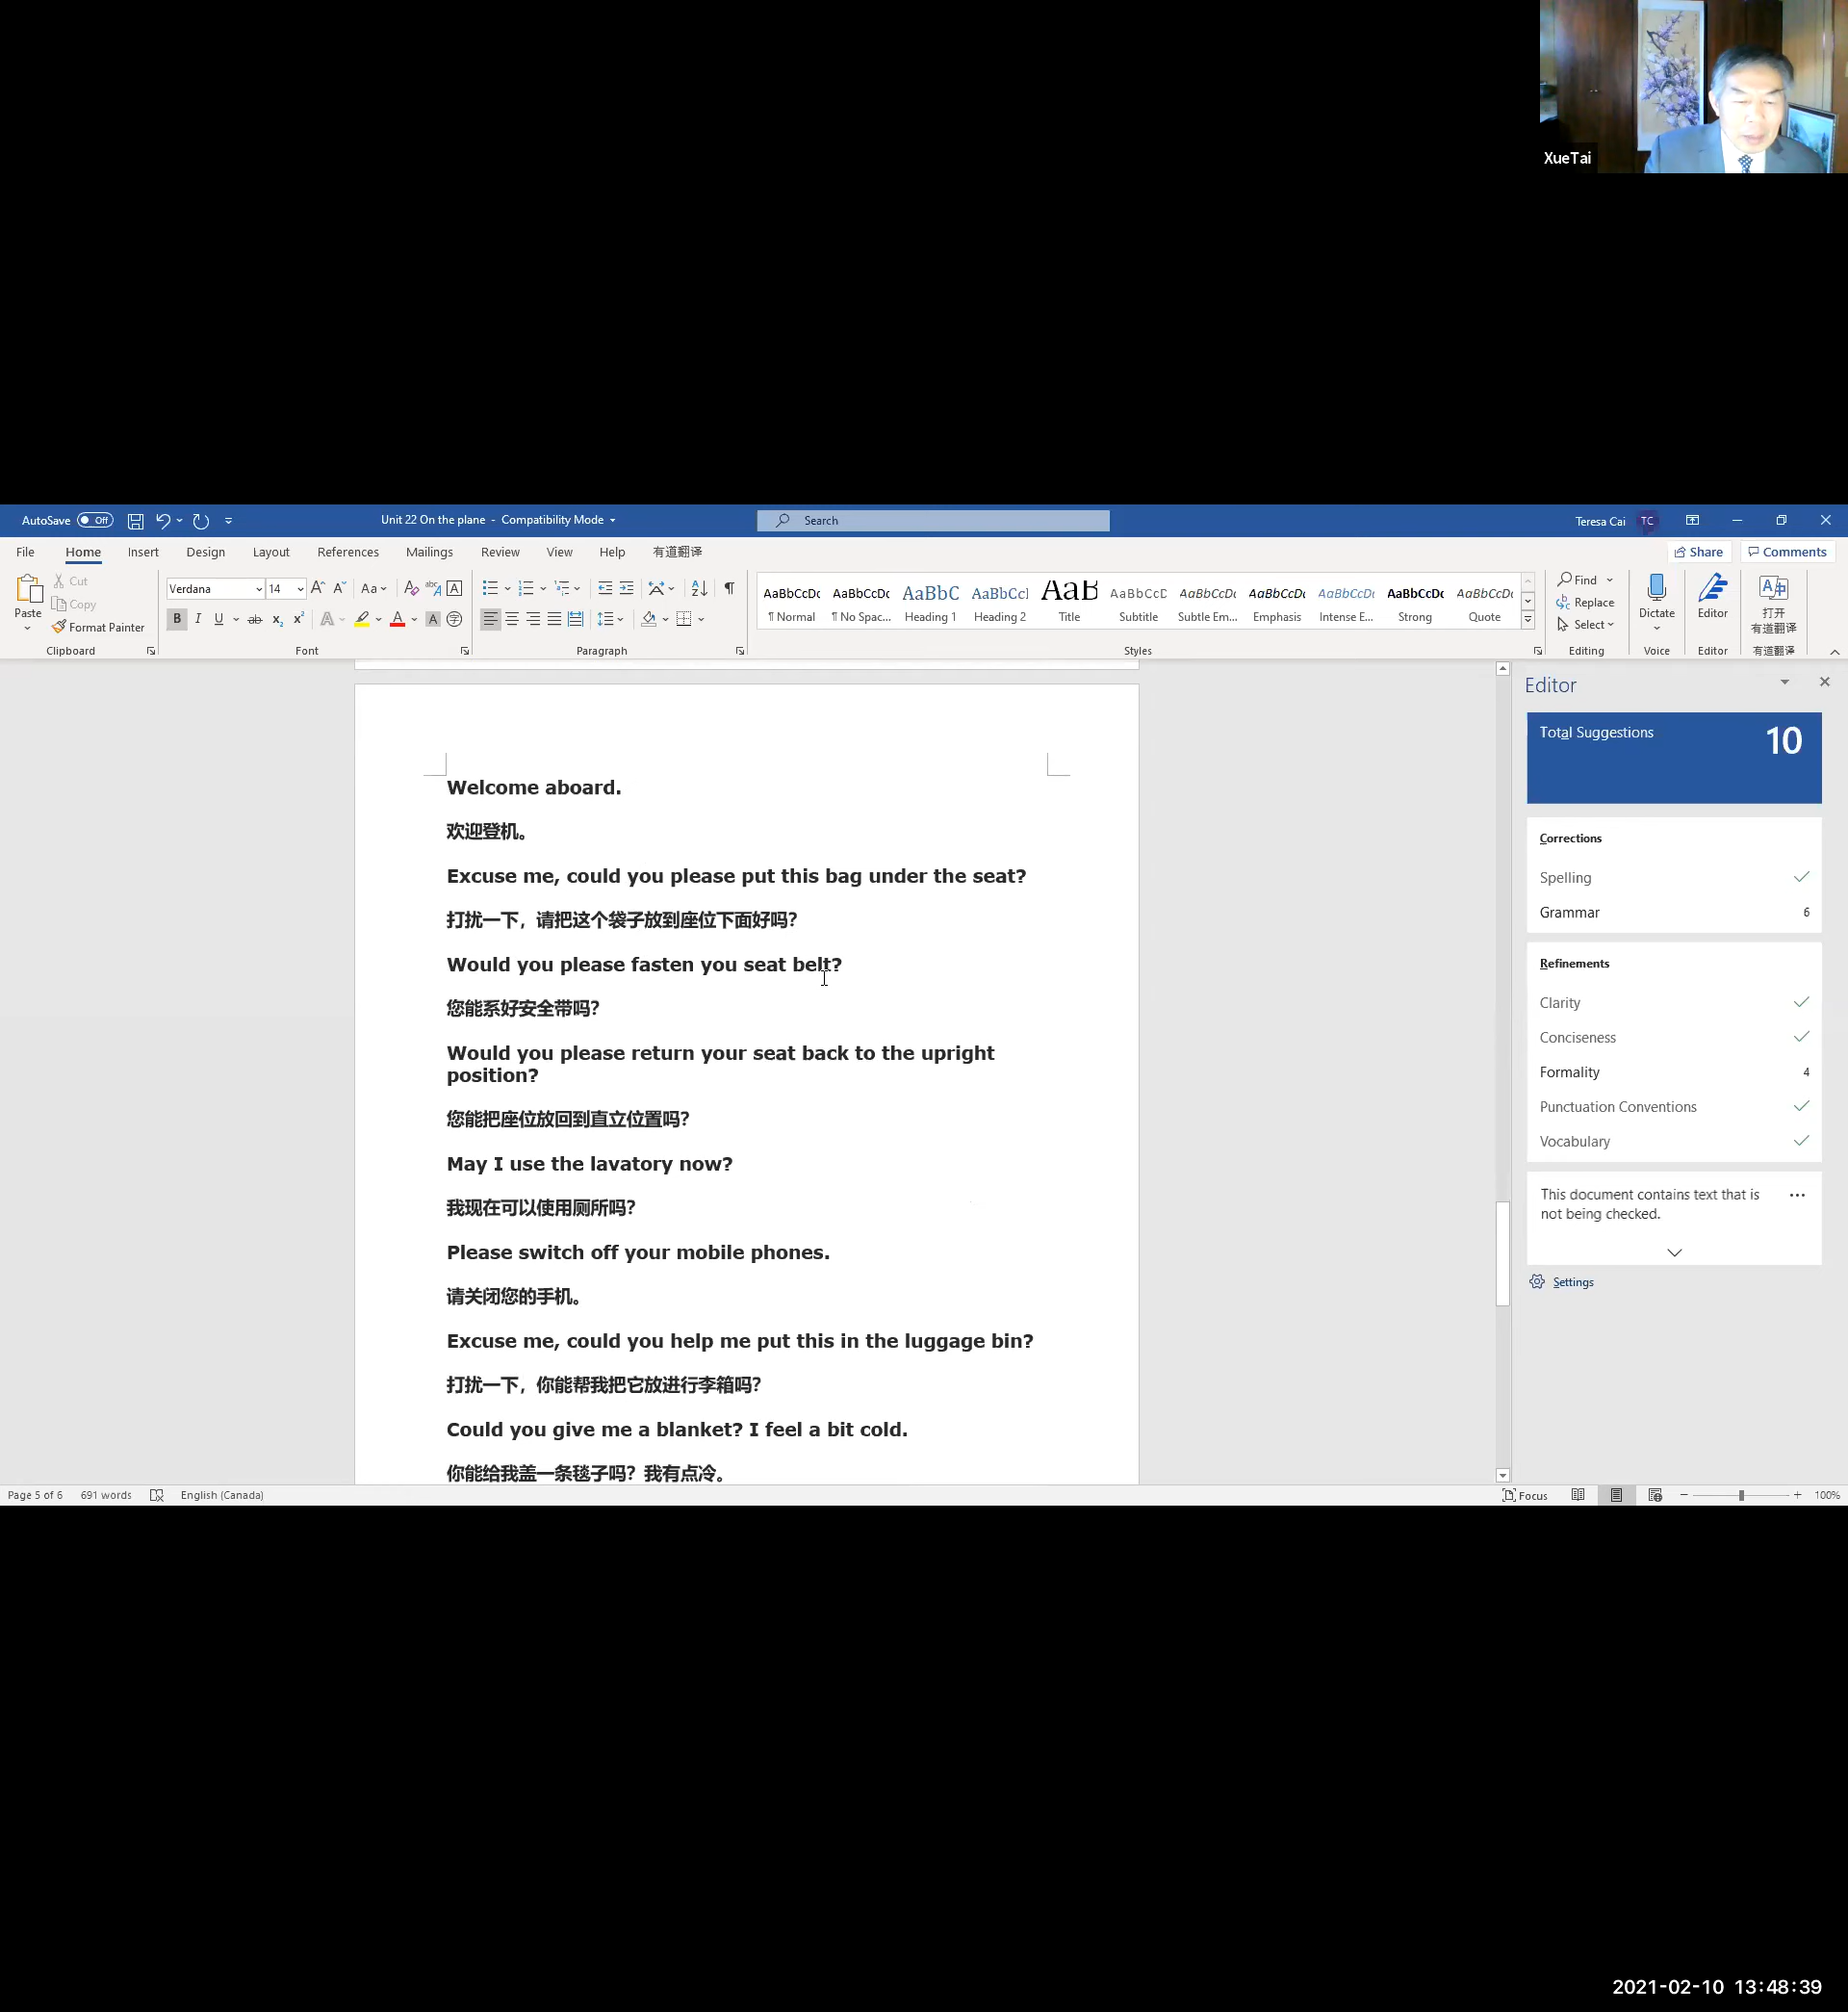 XueTai
AutoSave Off
Unit 22 On the plane - Compatibility Mode
Search
Teresa Cai TC
File Home Insert Design Layout References Mailings Review View Help 有道翻译
Share Comments
Paste
Cut
Copy
Format Painter
Clipboard
Verdana 14
Font
Paragraph
AaBbCcDc AaBbCcDc AaBbC AaBbCcI AaB AaBbCcD AaBbCcDc AaBbCcDc AaBbCcDc AaBbCcDc AaBbCcDc
¶ Normal ¶ No Spac... Heading 1 Heading 2 Title Subtitle Subtle Em... Emphasis Intense E... Strong Quote
Styles
Find
Replace
Select
Editing
Dictate
Voice
Editor
Editor
打开
有道翻译
有道翻译
Welcome aboard.
欢迎登机。
Excuse me, could you please put this bag under the seat?
打扰一下，请把这个袋子放到座位下面好吗?
Would you please fasten you seat belt?
您能系好安全带吗?
Would you please return your seat back to the upright
position?
您能把座位放回到直立位置吗?
May I use the lavatory now?
我现在可以使用厕所吗?
Please switch off your mobile phones.
请关闭您的手机。
Excuse me, could you help me put this in the luggage bin?
打扰一下，你能帮我把它放进行李箱吗?
Could you give me a blanket? I feel a bit cold.
你能给我盖一条毯子吗？我有点冷。
Editor
Total Suggestions 10
Corrections
Spelling
Grammar 6
Refinements
Clarity
Conciseness
Formality 4
Punctuation Conventions
Vocabulary
This document contains text that is
not being checked.
Settings
Page 5 of 6 691 words English (Canada)
Focus 100%
2021-02-10 13:48:39